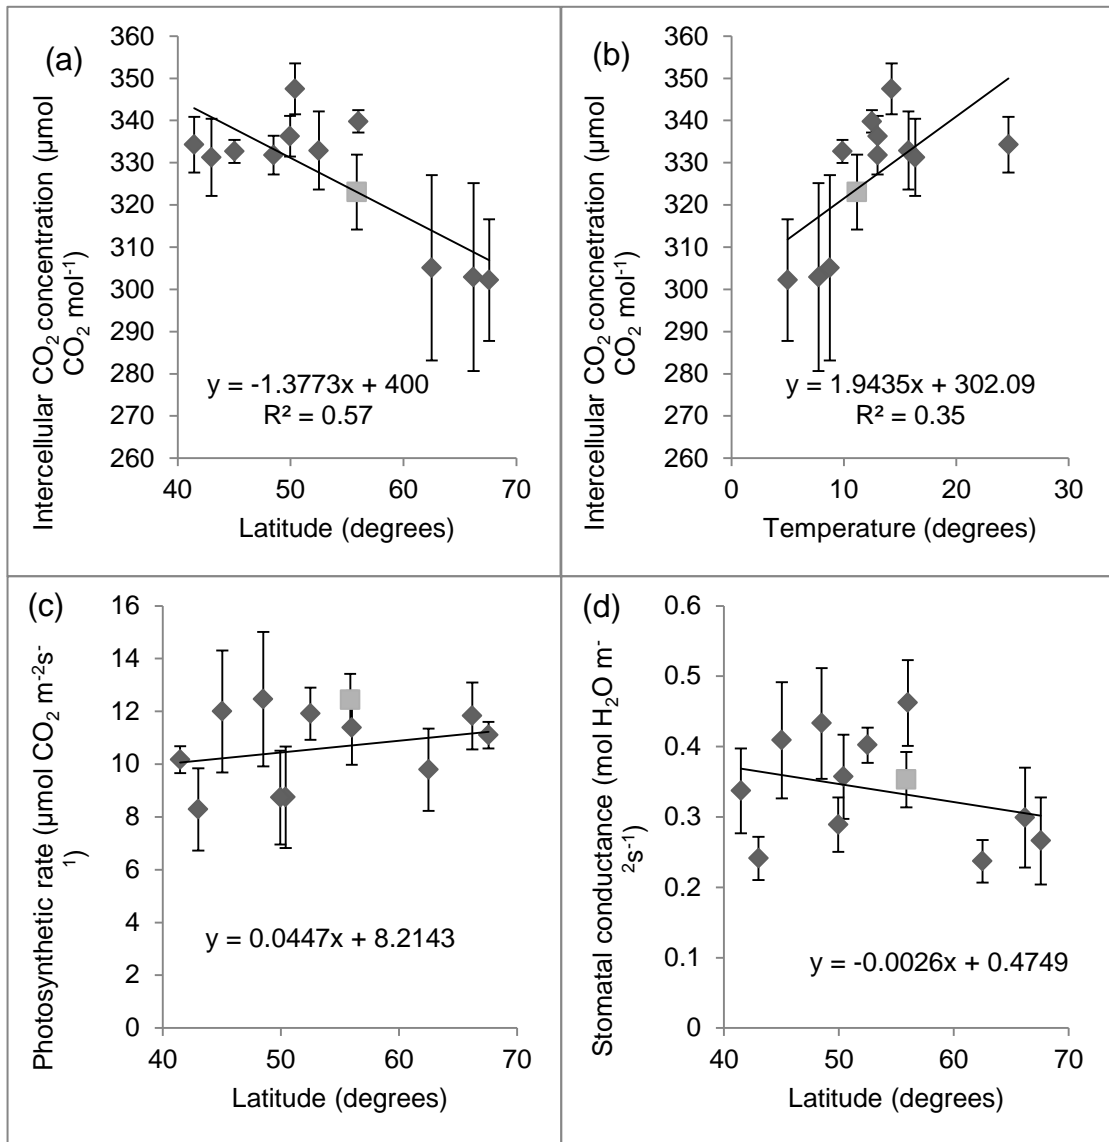 (a)
Intercellular CO₂ concentration (µmol
CO₂ mol⁻¹)
360
350
340
330
320
310
300
290
280
270
260
y = -1.3773x + 400
R² = 0.57
40 50 60 70
Latitude (degrees)
(b)
Intercellular CO₂ concnetration (µmol
CO₂ mol⁻¹)
360
350
340
330
320
310
300
290
280
270
260
y = 1.9435x + 302.09
R² = 0.35
0 10 20 30
Temperature (degrees)
(c)
Photosynthetic rate (µmol CO₂ m⁻²s⁻
¹)
16
14
12
10
8
6
4
2
0
y = 0.0447x + 8.2143
40 50 60 70
Latitude (degrees)
(d)
Stomatal conductance (mol H₂O m⁻
²s⁻¹)
0.6
0.5
0.4
0.3
0.2
0.1
0
y = -0.0026x + 0.4749
40 50 60 70
Latitude (degrees)